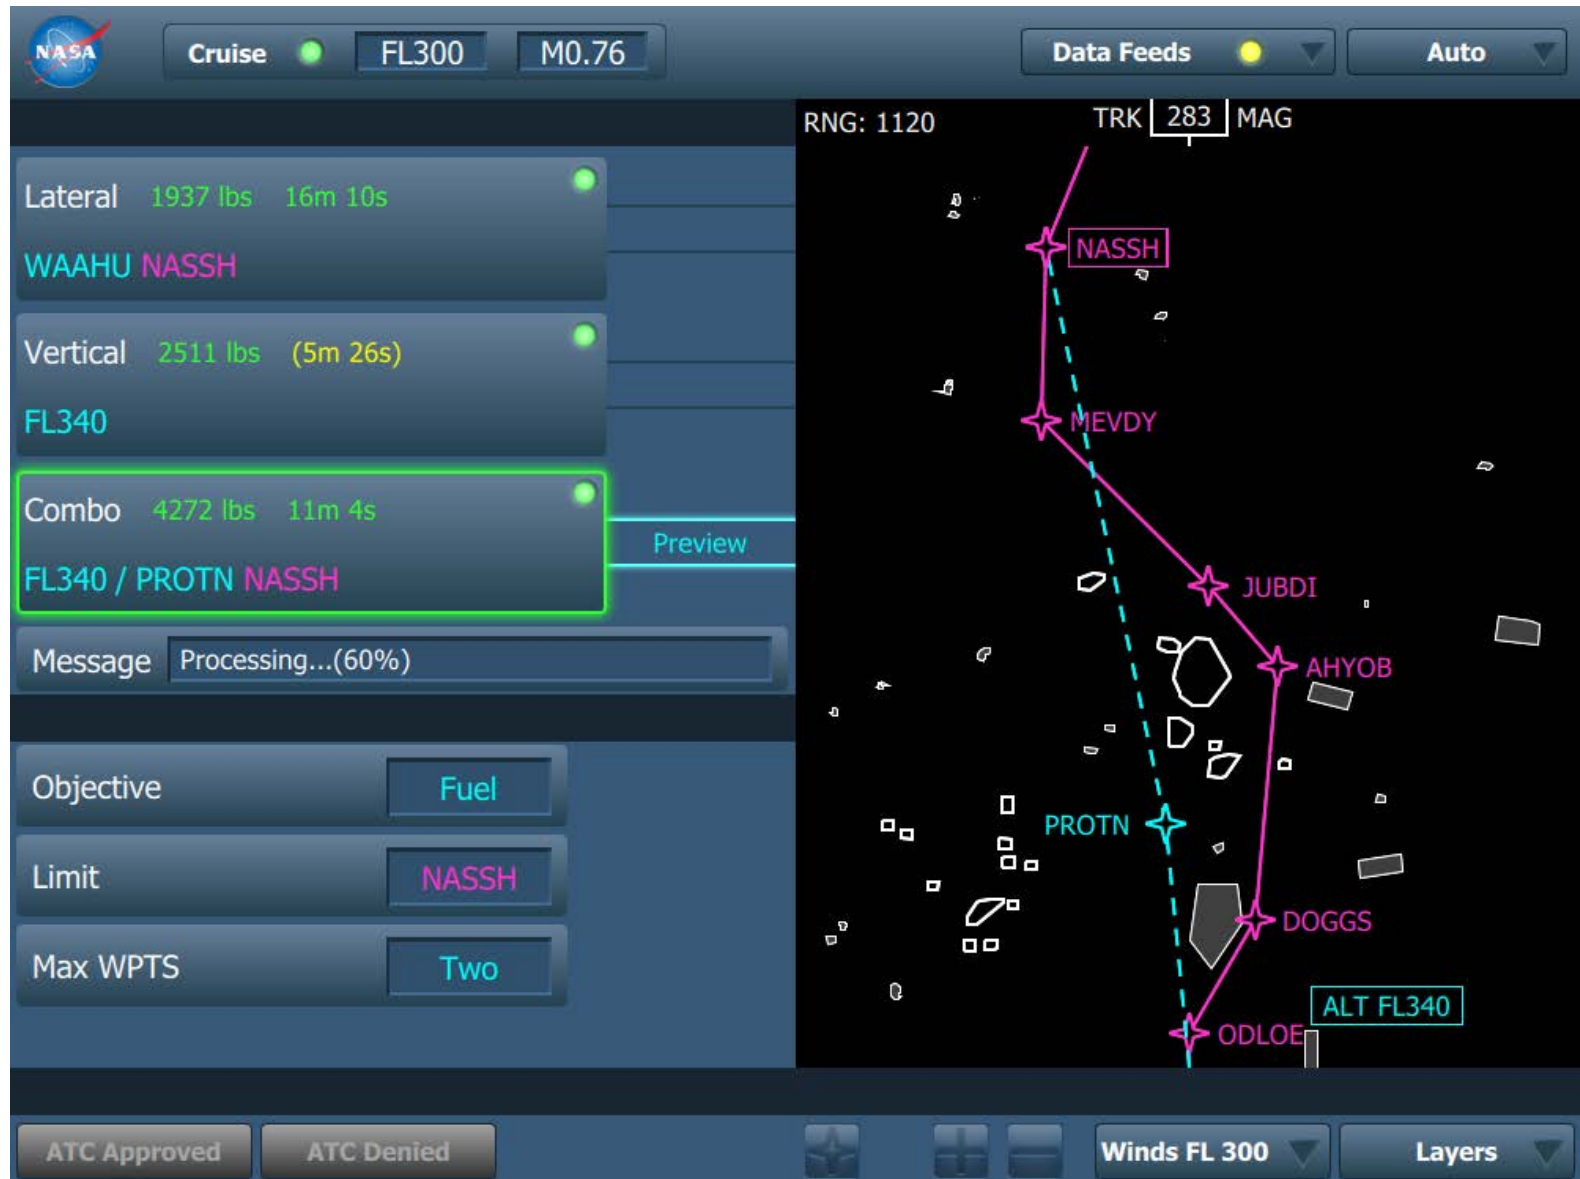 NASA
Cruise FL300 M0.76
Data Feeds
Auto
RNG: 1120
TRK 283 MAG
Lateral 1937 lbs 16m 10s
WAAHU NASSH
Vertical 2511 lbs (5m 26s)
FL340
Combo 4272 lbs 11m 4s
FL340 / PROTN NASSH
Preview
Message Processing...(60%)
Objective Fuel
Limit NASSH
Max WPTS Two
NASSH
MEVDY
JUBDI
AHYOB
PROTN
DOGGS
ALT FL340
ODLOE
ATC Approved
ATC Denied
Winds FL 300
Layers